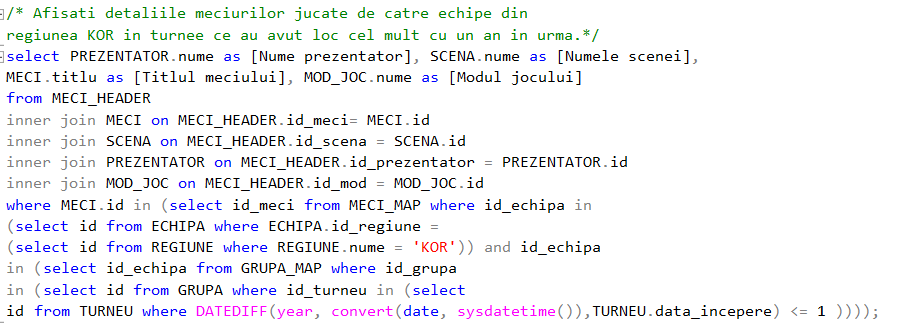 /* Afisati detaliile meciurilor jucate de catre echipe din
regiunea KOR in turnee ce au avut loc cel mult cu un an in urma.*/
select PREZENTATOR.nume as [Nume prezentator], SCENA.nume as [Numele scenei],
MECI.titlu as [Titlul meciului], MOD_JOC.nume as [Modul jocului]
from MECI_HEADER
inner join MECI on MECI_HEADER.id_meci= MECI.id
inner join SCENA on MECI_HEADER.id_scena = SCENA.id
inner join PREZENTATOR on MECI_HEADER.id_prezentator = PREZENTATOR.id
inner join MOD_JOC on MECI_HEADER.id_mod = MOD_JOC.id
where MECI.id in (select id_meci from MECI_MAP where id_echipa in
(select id from ECHIPA where ECHIPA.id_regiune =
(select id from REGIUNE where REGIUNE.nume = 'KOR')) and id_echipa
in (select id_echipa from GRUPA_MAP where id_grupa
in (select id from GRUPA where id_turneu in (select
id from TURNEU where DATEDIFF(year, convert(date, sysdatetime()),TURNEU.data_incepere) <= 1 ))));